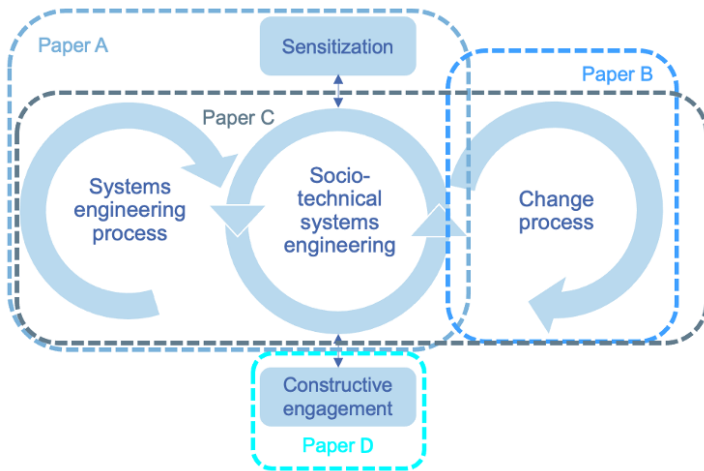 Paper A
Sensitization
Paper B
Paper C
Systems
engineering
process
Socio-
technical
systems
engineering
Change
process
Constructive
engagement
Paper D